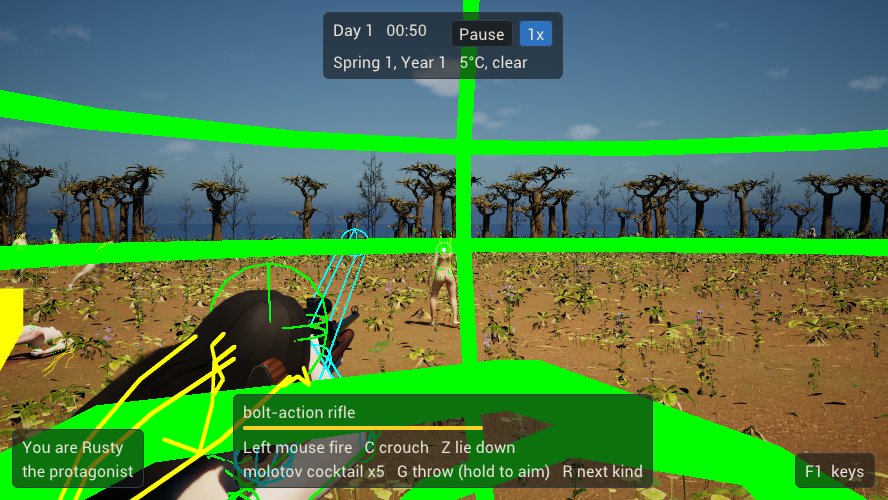 Day 1 00:50 Pause 1x
Spring 1, Year 1 5°C, clear
bolt-action rifle
Left mouse fire C crouch Z lie down
molotov cocktail x5 G throw (hold to aim) R next kind
You are Rusty
the protagonist
F1 keys